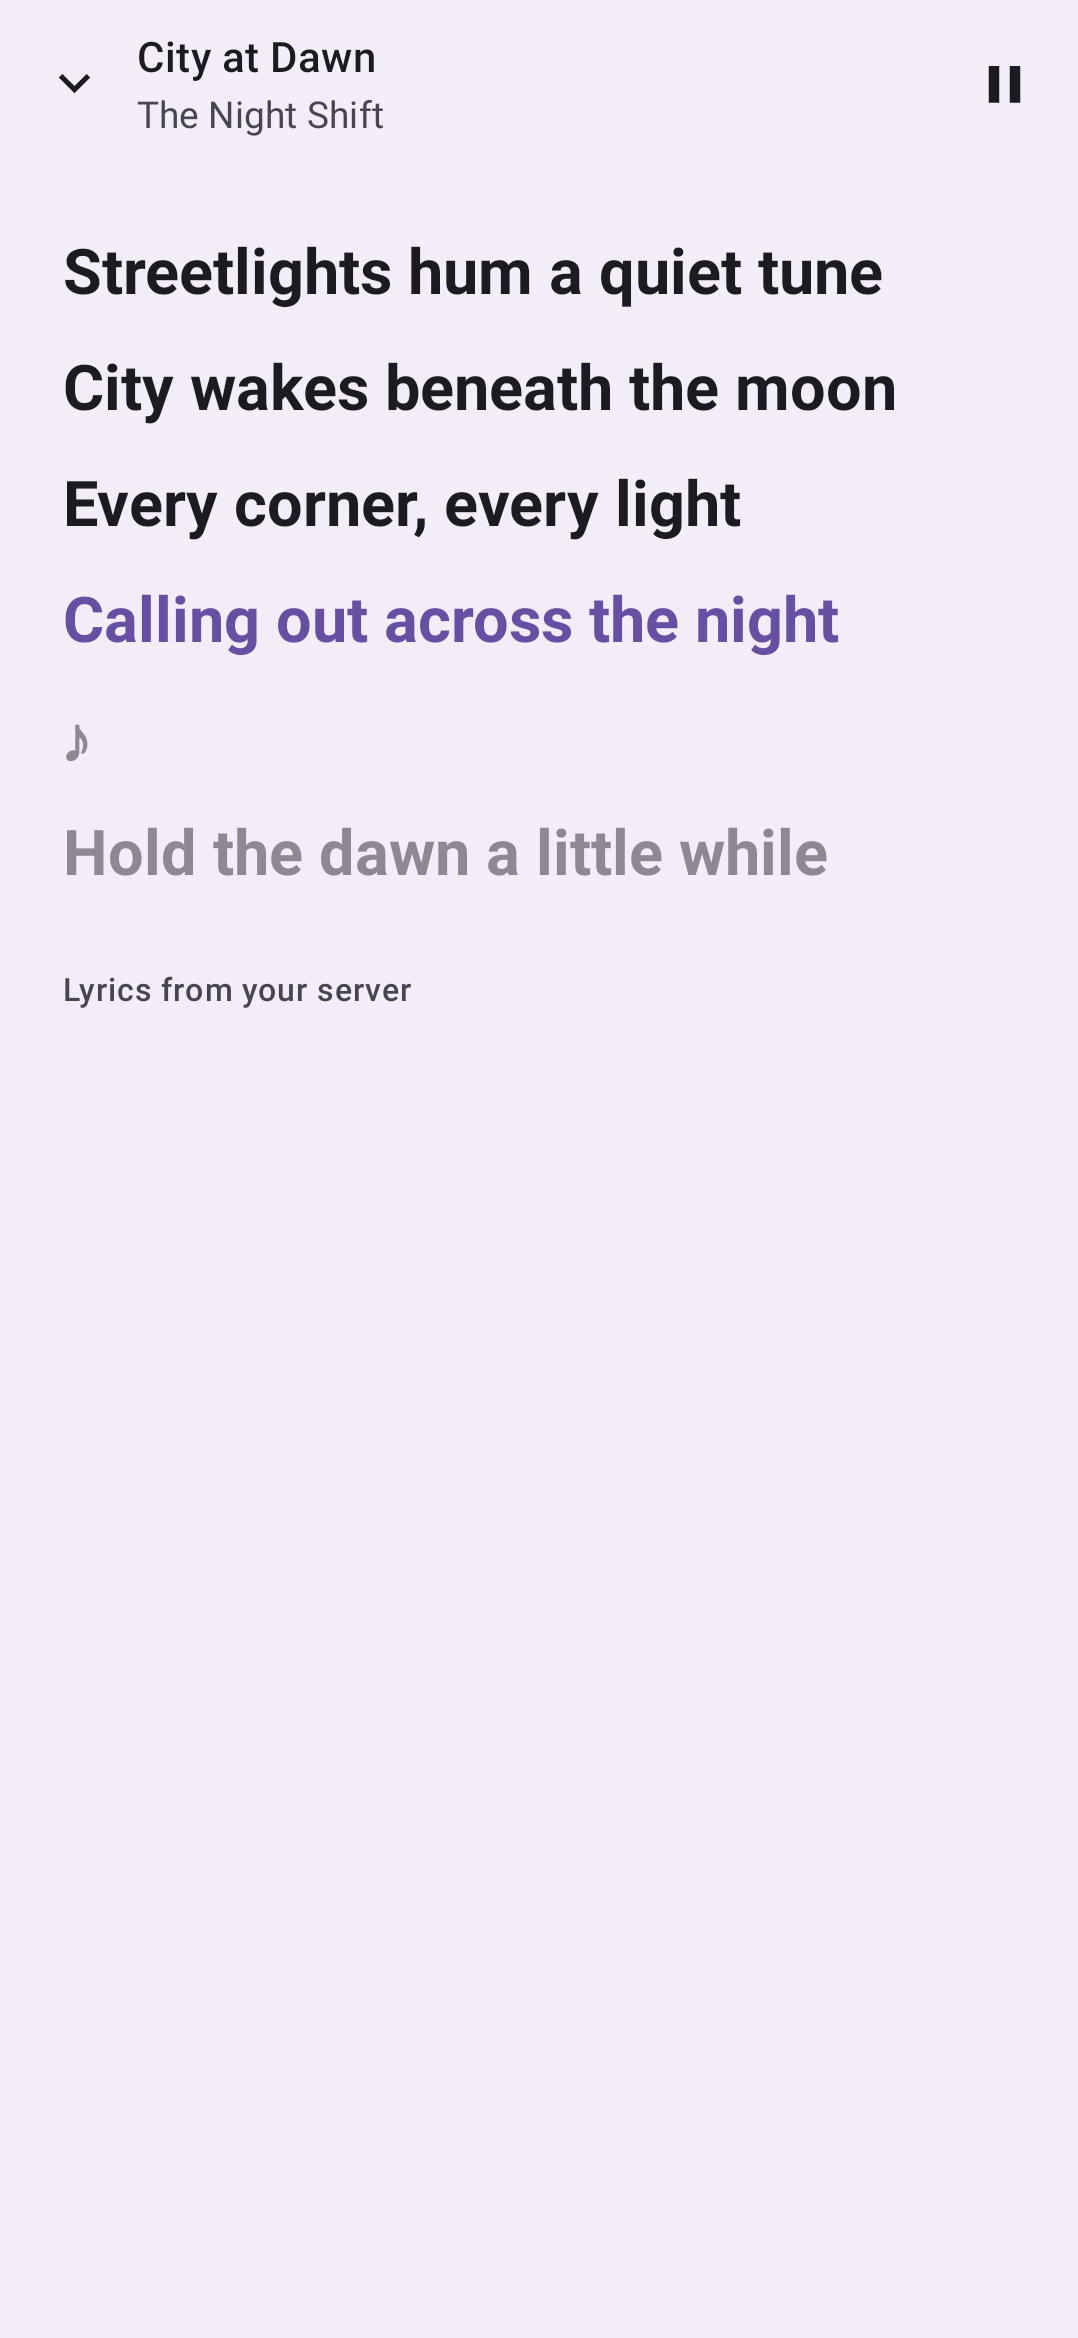 City at Dawn
The Night Shift
Streetlights hum a quiet tune
City wakes beneath the moon
Every corner, every light
Calling out across the night
♪
Hold the dawn a little while
Lyrics from your server